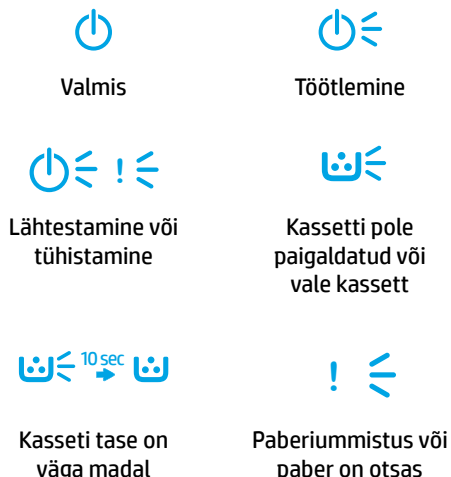 Valmis
Töötlemine
Lähtestamine või
tühistamine
Kassetti pole
paigaldatud või
vale kassett
10 sec
Kasseti tase on
väga madal
!
Paberiummistus või
paber on otsas